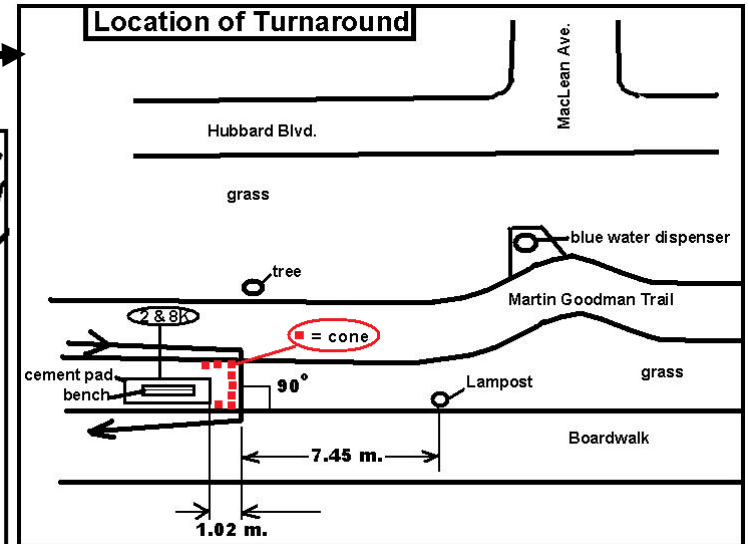 Location of Turnaround
MacLean Ave.
Hubbard Blvd.
grass
blue water dispenser
tree
Martin Goodman Trail
2 & 8K
= cone
cement pad
bench
90°
Lampost
grass
Boardwalk
7.45 m.
1.02 m.